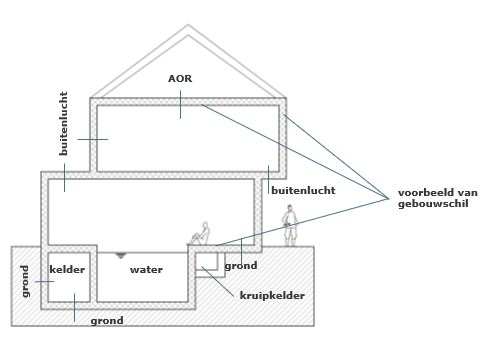 AOR
buitenlucht
buitenlucht
voorbeeld van
gebouwschil
grond
kelder
water
grond
kruipkelder
grond